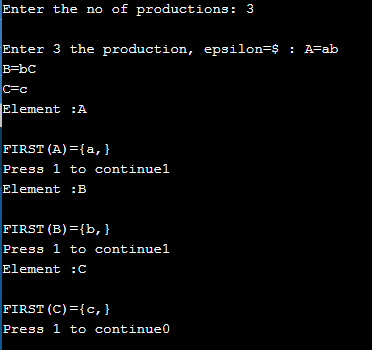 Enter the no of productions: 3
Enter 3 the production, epsilon=$ : A=ab
B=bC
C=c
Element :A
FIRST(A)={a,}
Press 1 to continue1
Element :B
FIRST(B)={b,}
Press 1 to continue1
Element :C
FIRST(C)={c,}
Press 1 to continue0